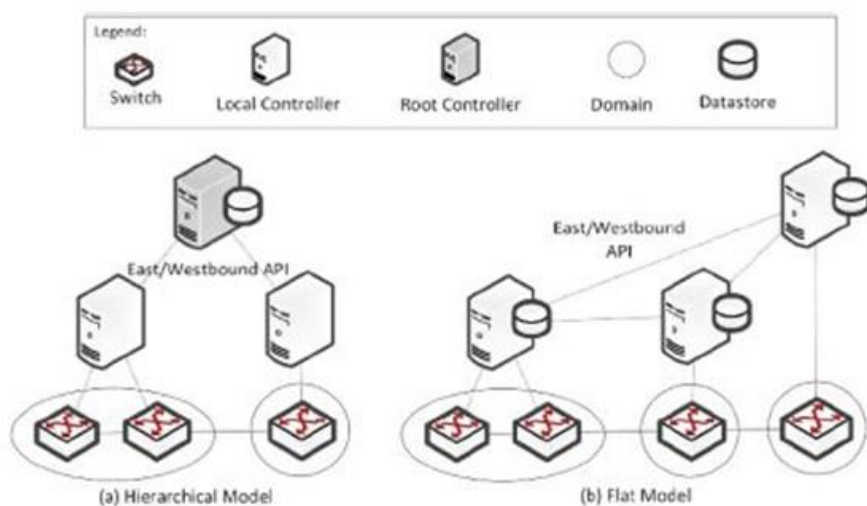 Legend:
Switch
Local Controller
Root Controller
Domain
Datastore
East/Westbound API
East/Westbound
API
(a) Hierarchical Model
(b) Flat Model